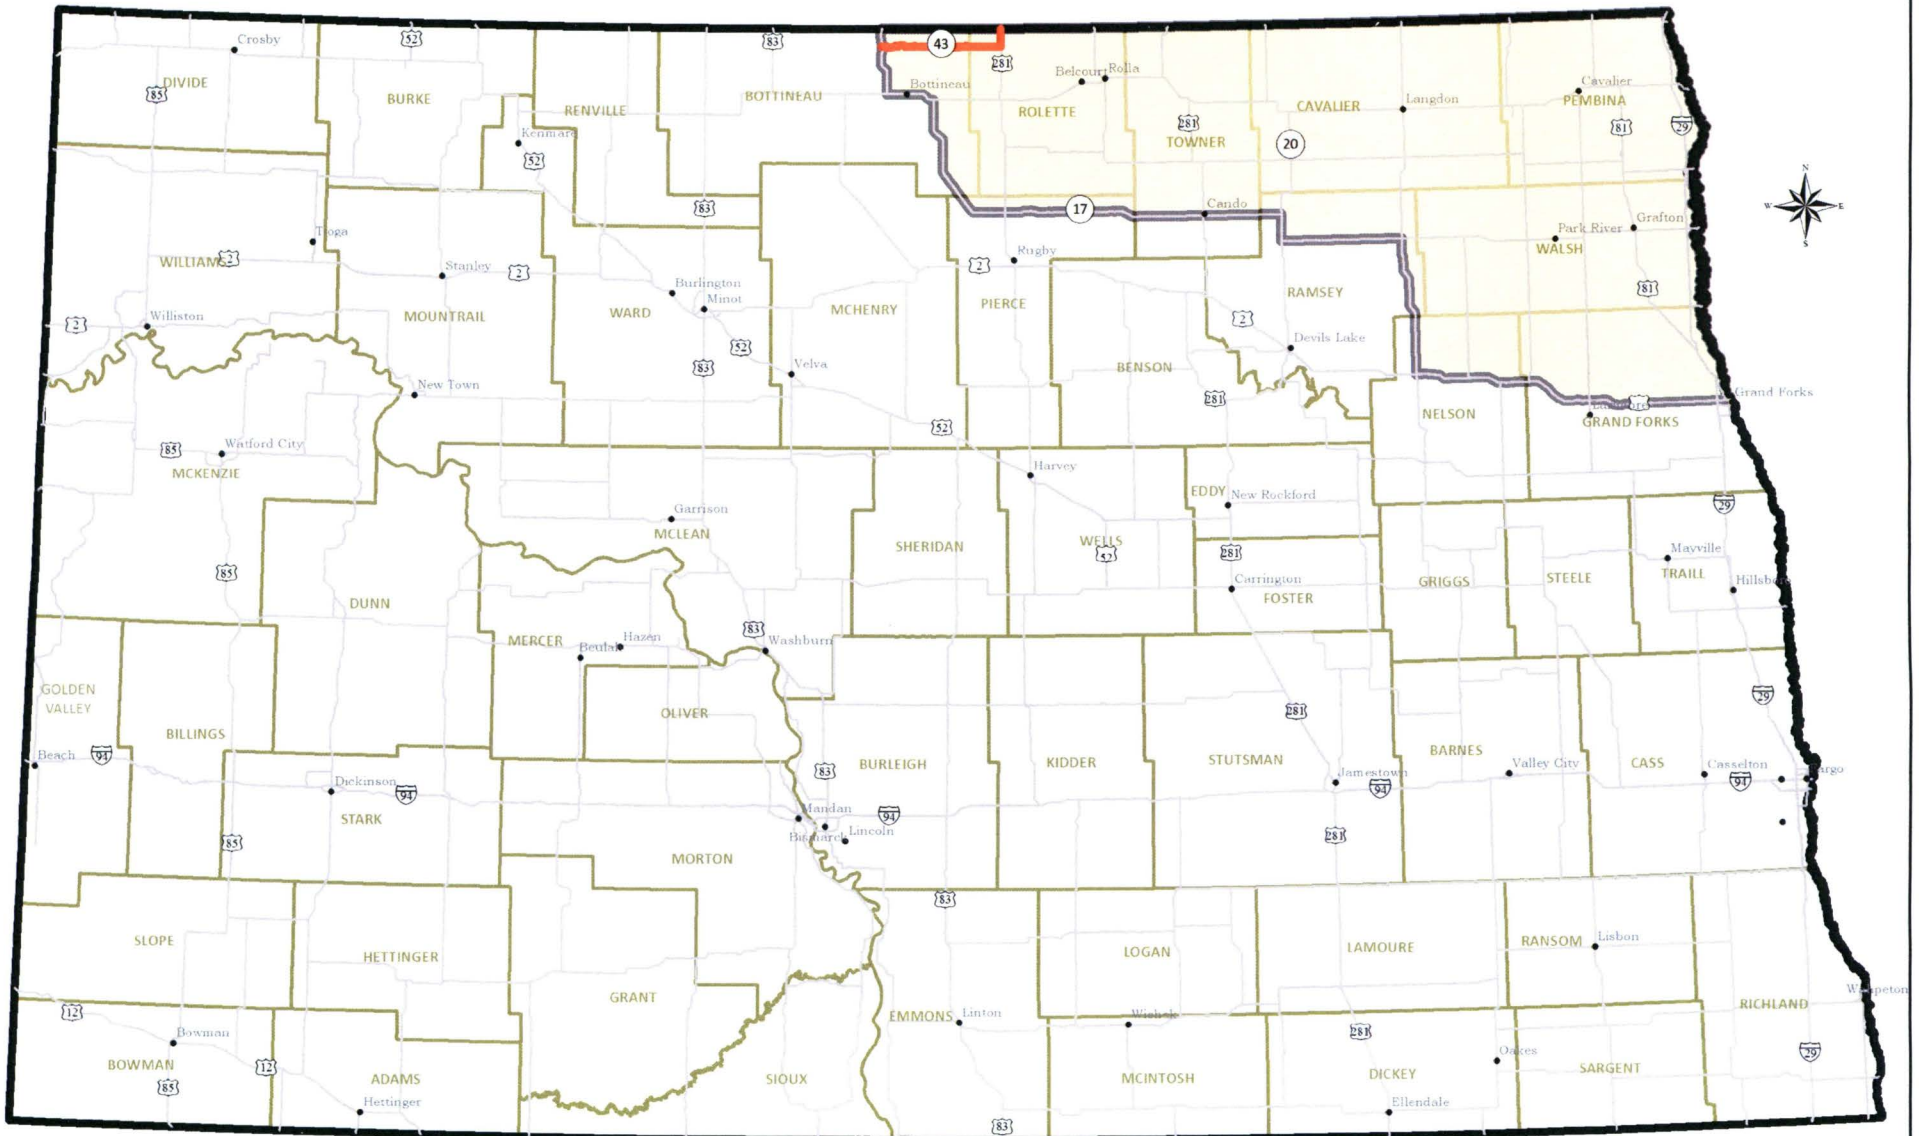 Crosby
52
83
43
281
DIVIDE
85
BURKE
RENVILLE
BOTTINEAU
Bottineau
Belcourt
Rolla
ROLETTE
281
TOWNER
CAVALIER
Langdon
Cavalier
PEMBINA
81
29
20
Kenmare
52
83
17
Cando
N
W
E
S
Tioga
WILLIAMS
2
Stanley
2
Rugby
2
Park River
Grafton
WALSH
81
Burlington
Minot
MCHENRY
PIERCE
RAMSEY
2
Williston
MOUNTRAIL
WARD
52
83
2
Devils Lake
Velva
BENSON
New Town
281
NELSON
Grand Forks
GRAND FORKS
52
85
Watford City
MCKENZIE
Harvey
EDDY
New Rockford
29
Garrison
MCLEAN
SHERIDAN
WELLS
52
281
Mayville
TRAILL
85
DUNN
Carrington
FOSTER
GRIGGS
STEELE
Hillsboro
MERCER
Hazen
Beulah
83
Washburn
GOLDEN
VALLEY
BILLINGS
OLIVER
281
29
Beach
94
BURLEIGH
KIDDER
STUTSMAN
BARNES
Valley City
CASS
Casselton
94
Fargo
Dickinson
94
83
Jamestown
94
STARK
Mandan
Bismarck
Lincoln
94
281
85
MORTON
83
SLOPE
HETTINGER
LOGAN
LAMOURE
RANSOM
Lisbon
GRANT
Wahpeton
RICHLAND
12
EMMONS
Linton
Wishek
281
Bowman
BOWMAN
85
12
ADAMS
Hettinger
SIOUX
MCINTOSH
DICKEY
Oakes
SARGENT
29
Ellendale
83